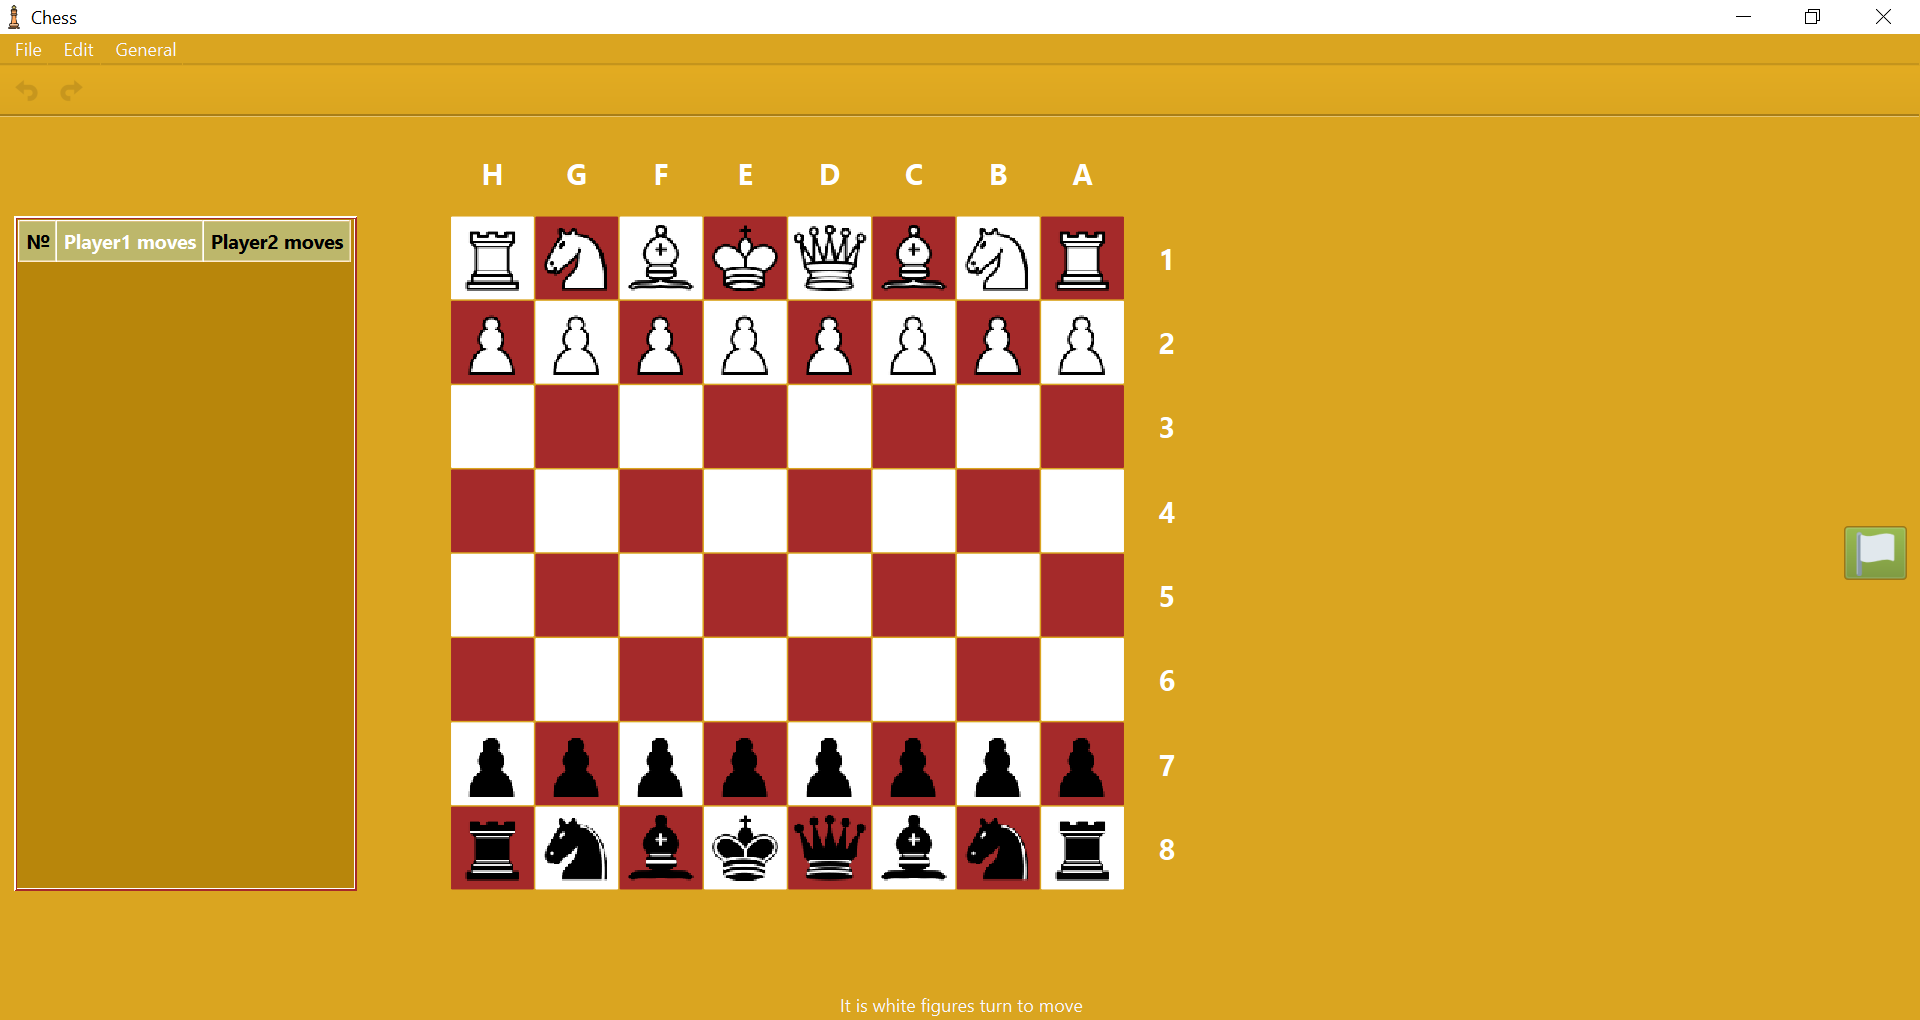 Chess
File Edit General
H G F E D C B A
№ Player1 moves Player2 moves
1
2
3
4
5
6
7
8
It is white figures turn to move